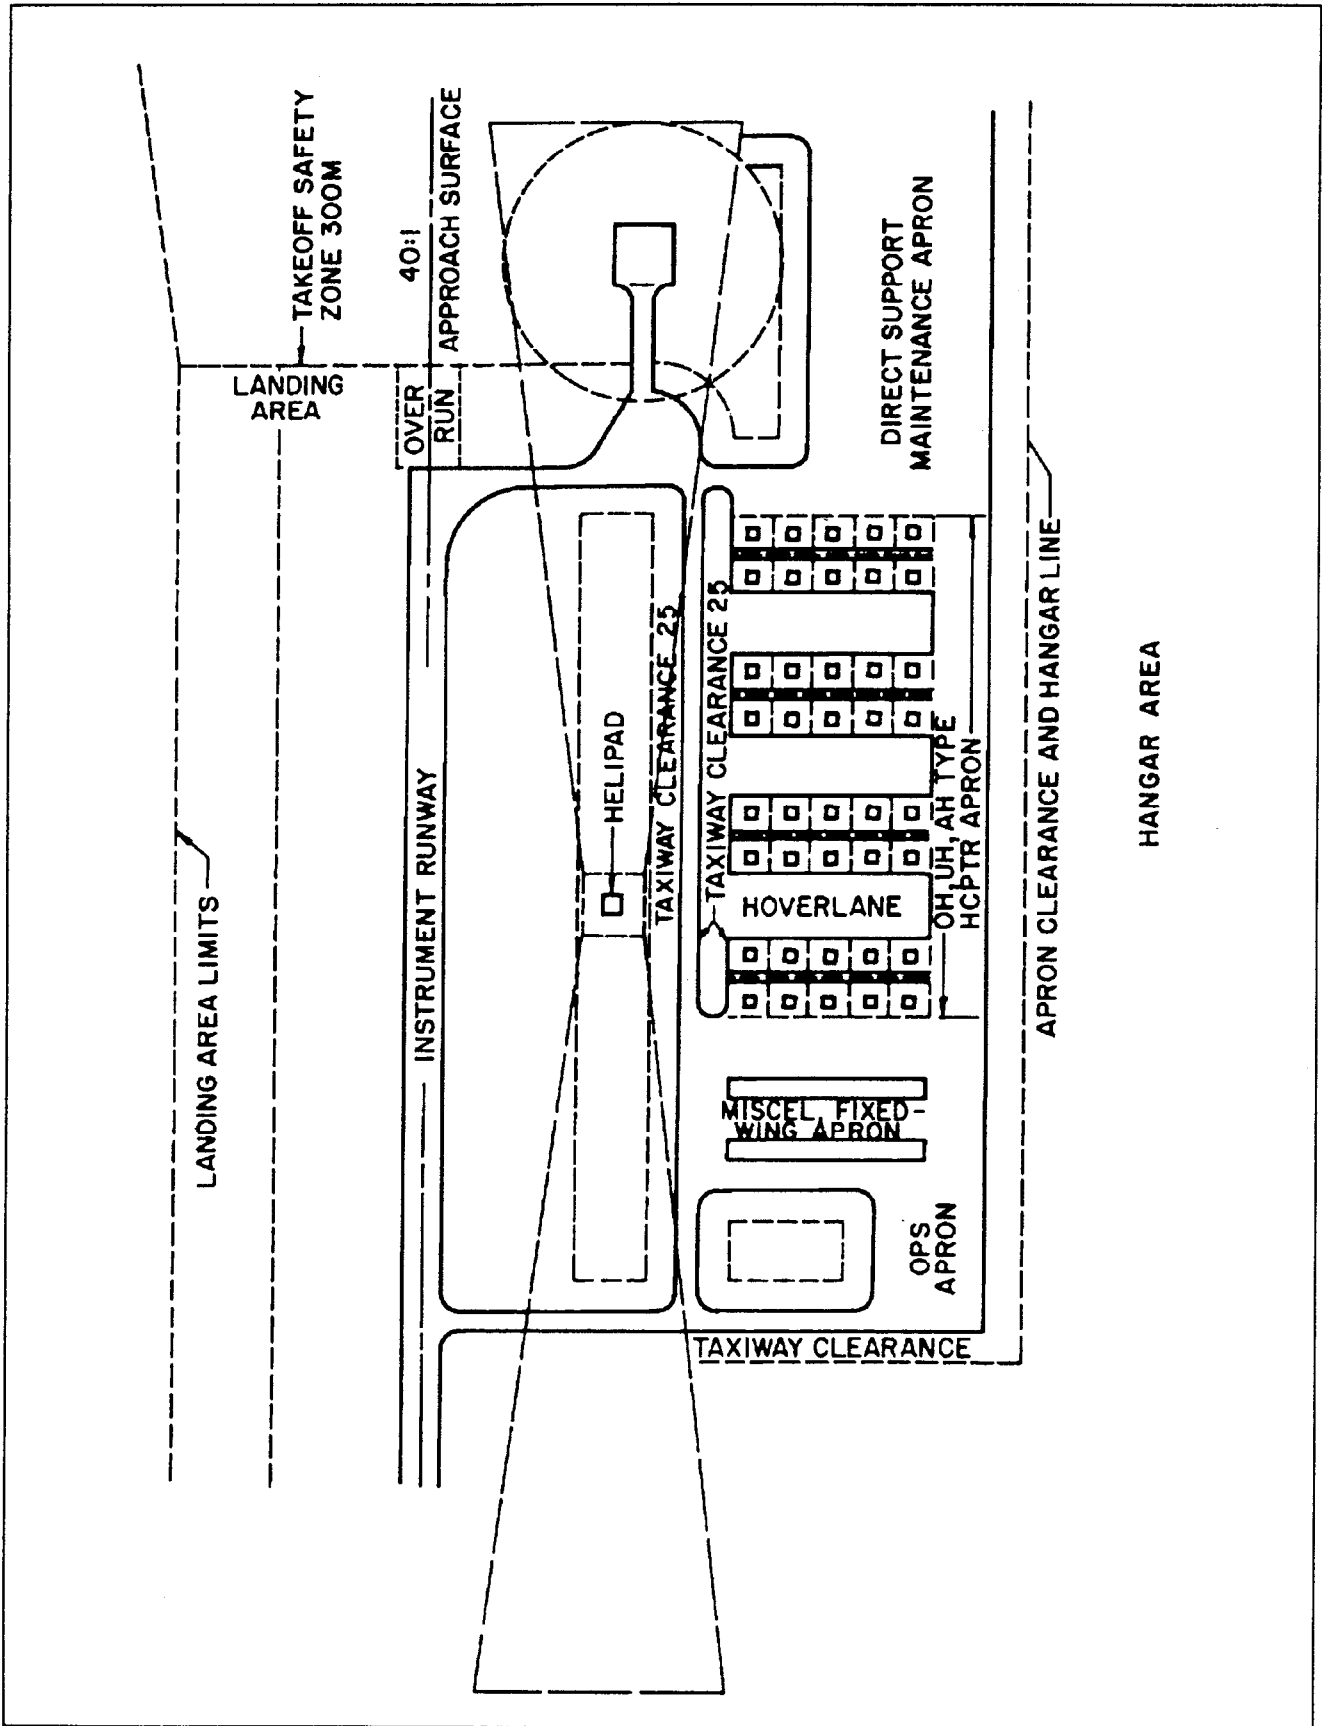 TAKEOFF SAFETY
ZONE 300M
40:1
APPROACH SURFACE
LANDING
AREA
OVER
RUN
DIRECT SUPPORT
MAINTENANCE APRON
LANDING AREA LIMITS
INSTRUMENT RUNWAY
HELIPAD
TAXIWAY CLEARANCE 25
TAXIWAY CLEARANCE 25
HOVERLANE
OH, UH, AH TYPE
HCPTR APRON
APRON CLEARANCE AND HANGAR LINE
HANGAR AREA
MISCEL. FIXED-
WING APRON
OPS
APRON
TAXIWAY CLEARANCE